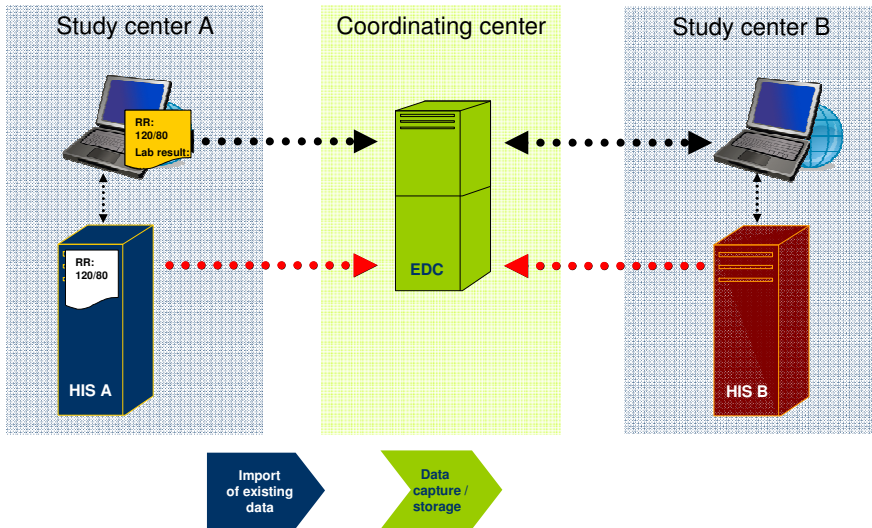 Study center A
Coordinating center
Study center B
RR:
120/80
Lab result:
EDC
RR:
120/80
HIS A
HIS B
Import
of existing
data
Data
capture /
storage